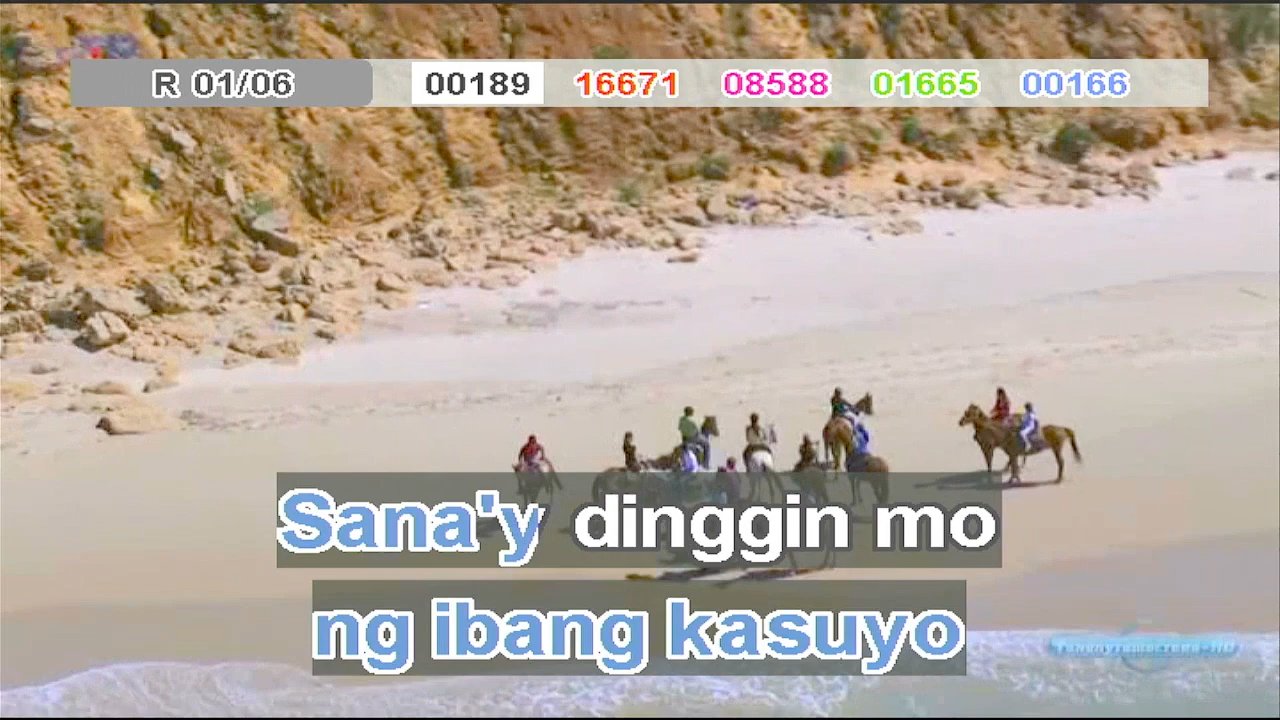 R 01/06 00189 16671 08588 01665 00166
Sana'y dinggin mo
ng ibang kasuyo